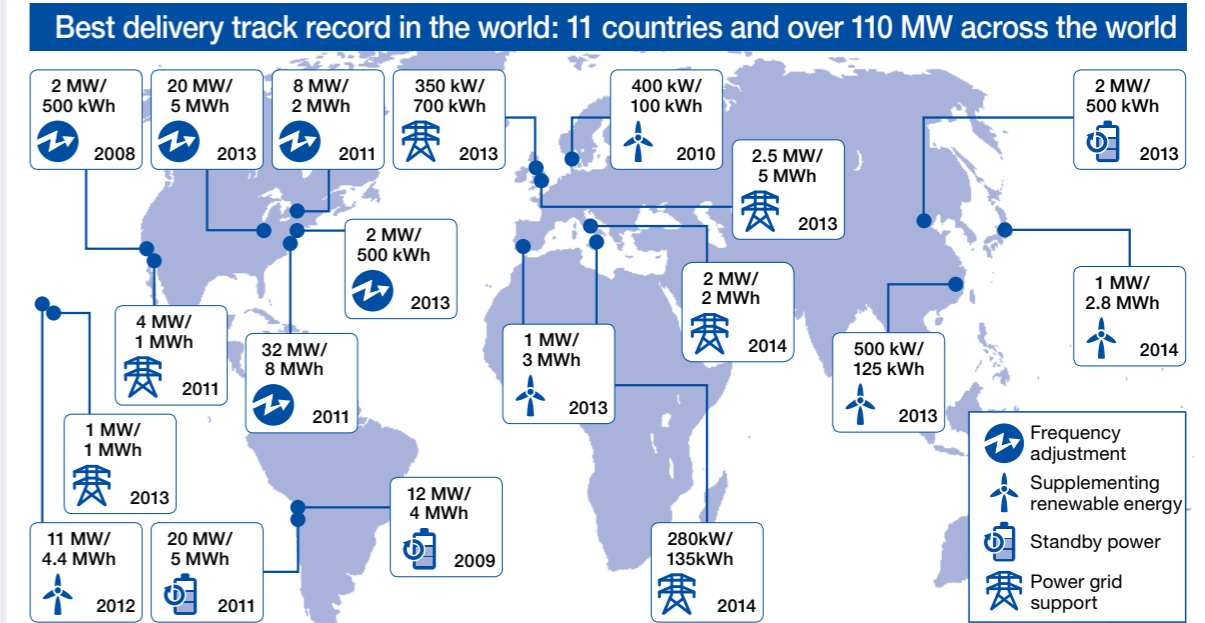 Best delivery track record in the world: 11 countries and over 110 MW across the world
2 MW/
500 kWh
2008
20 MW/
5 MWh
2013
8 MW/
2 MWh
2011
350 kW/
700 kWh
2013
400 kW/
100 kWh
2010
2.5 MW/
5 MWh
2013
2 MW/
500 kWh
2013
2 MW/
500 kWh
2013
4 MW/
1 MWh
2011
32 MW/
8 MWh
2011
1 MW/
3 MWh
2013
2 MW/
2 MWh
2014
500 kW/
125 kWh
2013
1 MW/
2.8 MWh
2014
1 MW/
1 MWh
2013
11 MW/
4.4 MWh
2012
20 MW/
5 MWh
2011
12 MW/
4 MWh
2009
280kW/
135kWh
2014
Frequency
adjustment
Supplementing
renewable energy
Standby power
Power grid
support